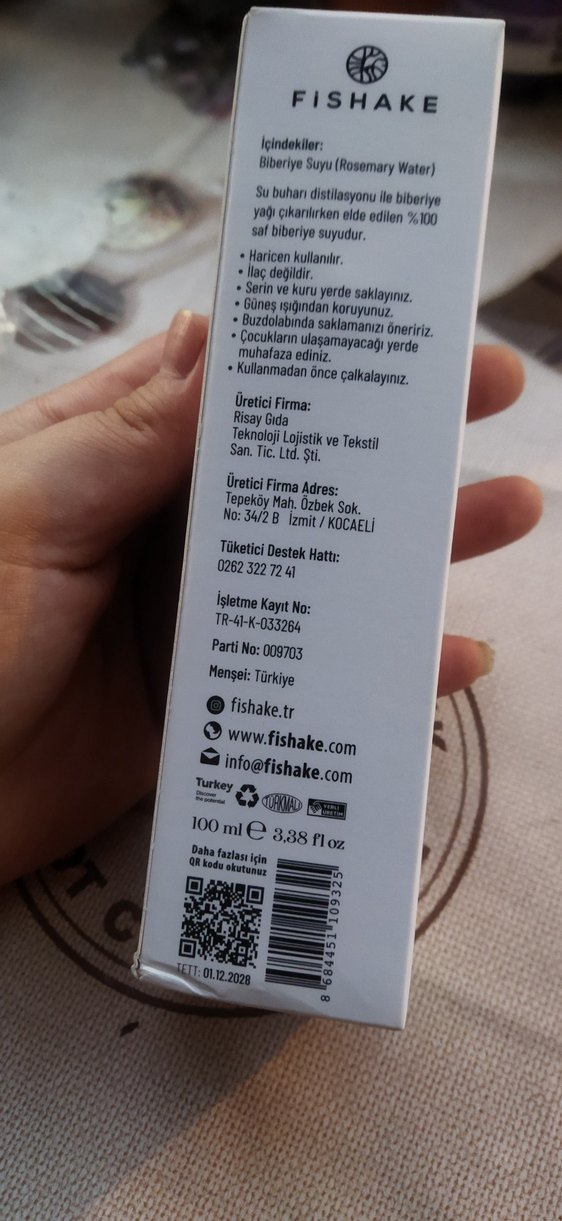 FiSHAKE
İçindekiler:
Biberiye Suyu (Rosemary Water)
Su buharı distilasyonu ile biberiye
yağı çıkarılırken elde edilen %100
saf biberiye suyudur.
• Haricen kullanılır.
• İlaç değildir.
• Serin ve kuru yerde saklayınız.
• Güneş ışığından koruyunuz.
• Buzdolabında saklamanızı öneririz.
• Çocukların ulaşamayacağı yerde
muhafaza ediniz.
• Kullanmadan önce çalkalayınız.
Üretici Firma:
Risay Gıda
Teknoloji Lojistik ve Tekstil
San. Tic. Ltd. Şti.
Üretici Firma Adres:
Tepeköy Mah. Özbek Sok.
No: 34/2 B İzmit / KOCAELİ
Tüketici Destek Hattı:
0262 322 72 41
İşletme Kayıt No:
TR-41-K-033264
Parti No: 009703
Menşei: Türkiye
fishake.tr
www.fishake.com
info@fishake.com
Turkey
Discover
the potential
TÜRKMALI
YERLİ
ÜRETİM
100 ml ℮ 3,38 fl oz
Daha fazlası için
QR kodu okutunuz
8 684451 109325
TETT: 01.12.2028